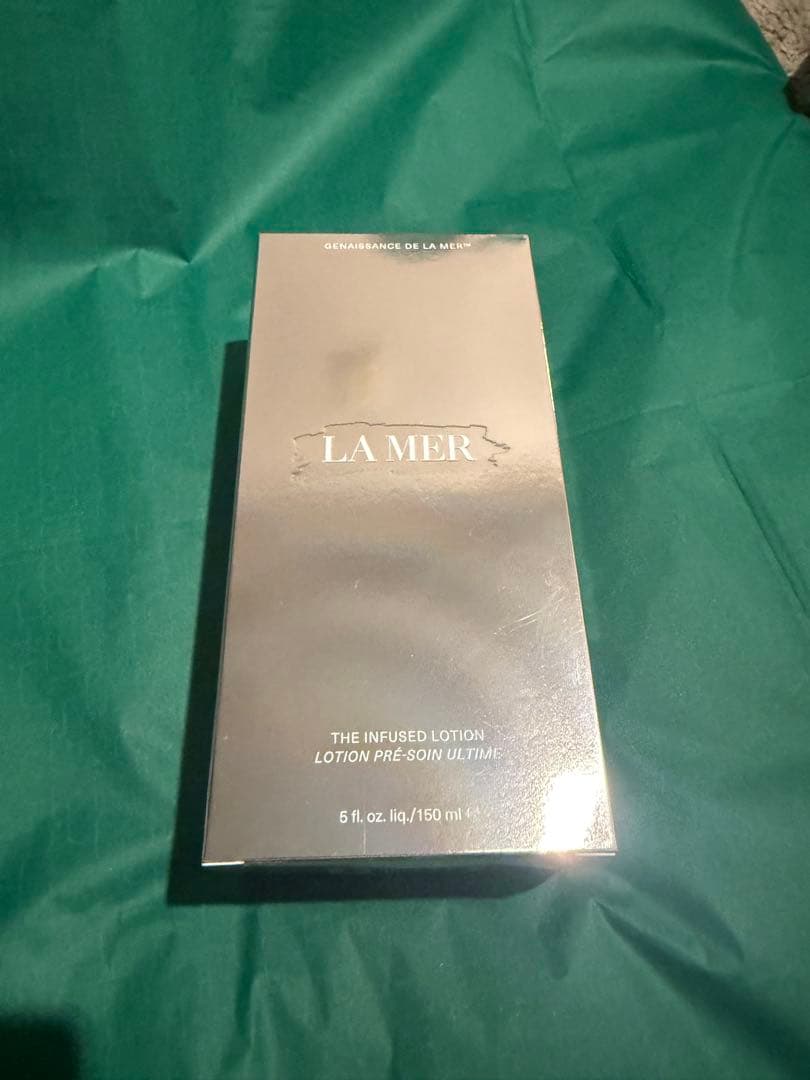 GENAISSANCE DE LA MER™
LA MER
THE INFUSED LOTION
LOTION PRÉ-SOIN ULTIME
5 fl. oz. liq./150 ml ℮